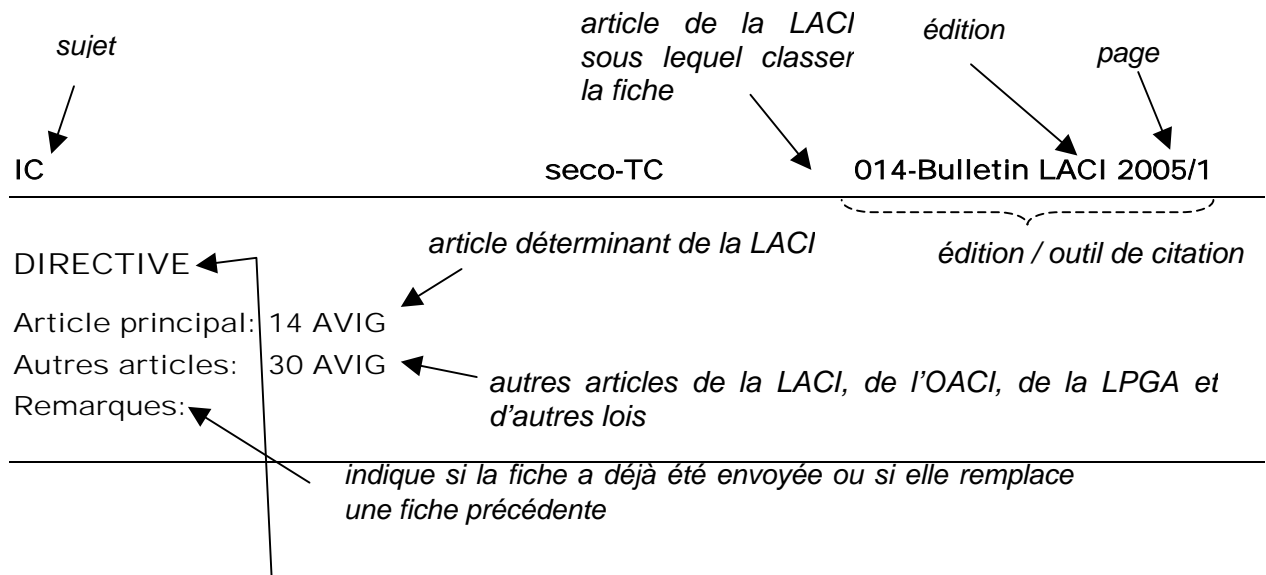 sujet
article de la LACI
sous lequel classer
la fiche
édition
page
IC seco-TC 014-Bulletin LACI 2005/1
DIRECTIVE
article déterminant de la LACI
édition / outil de citation
Article principal: 14 AVIG
Autres articles: 30 AVIG
autres articles de la LACI, de l'OACI, de la LPGA et
d'autres lois
Remarques:
indique si la fiche a déjà été envoyée ou si elle remplace
une fiche précédente